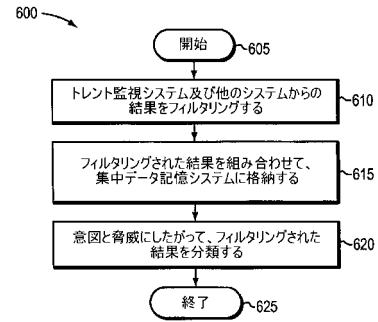 600
開始
605
トレント監視システム及び他のシステムからの
結果をフィルタリングする
610
フィルタリングされた結果を組み合わせて、
集中データ記憶システムに格納する
615
意図と脅威にしたがって、フィルタリングされた
結果を分類する
620
終了
625